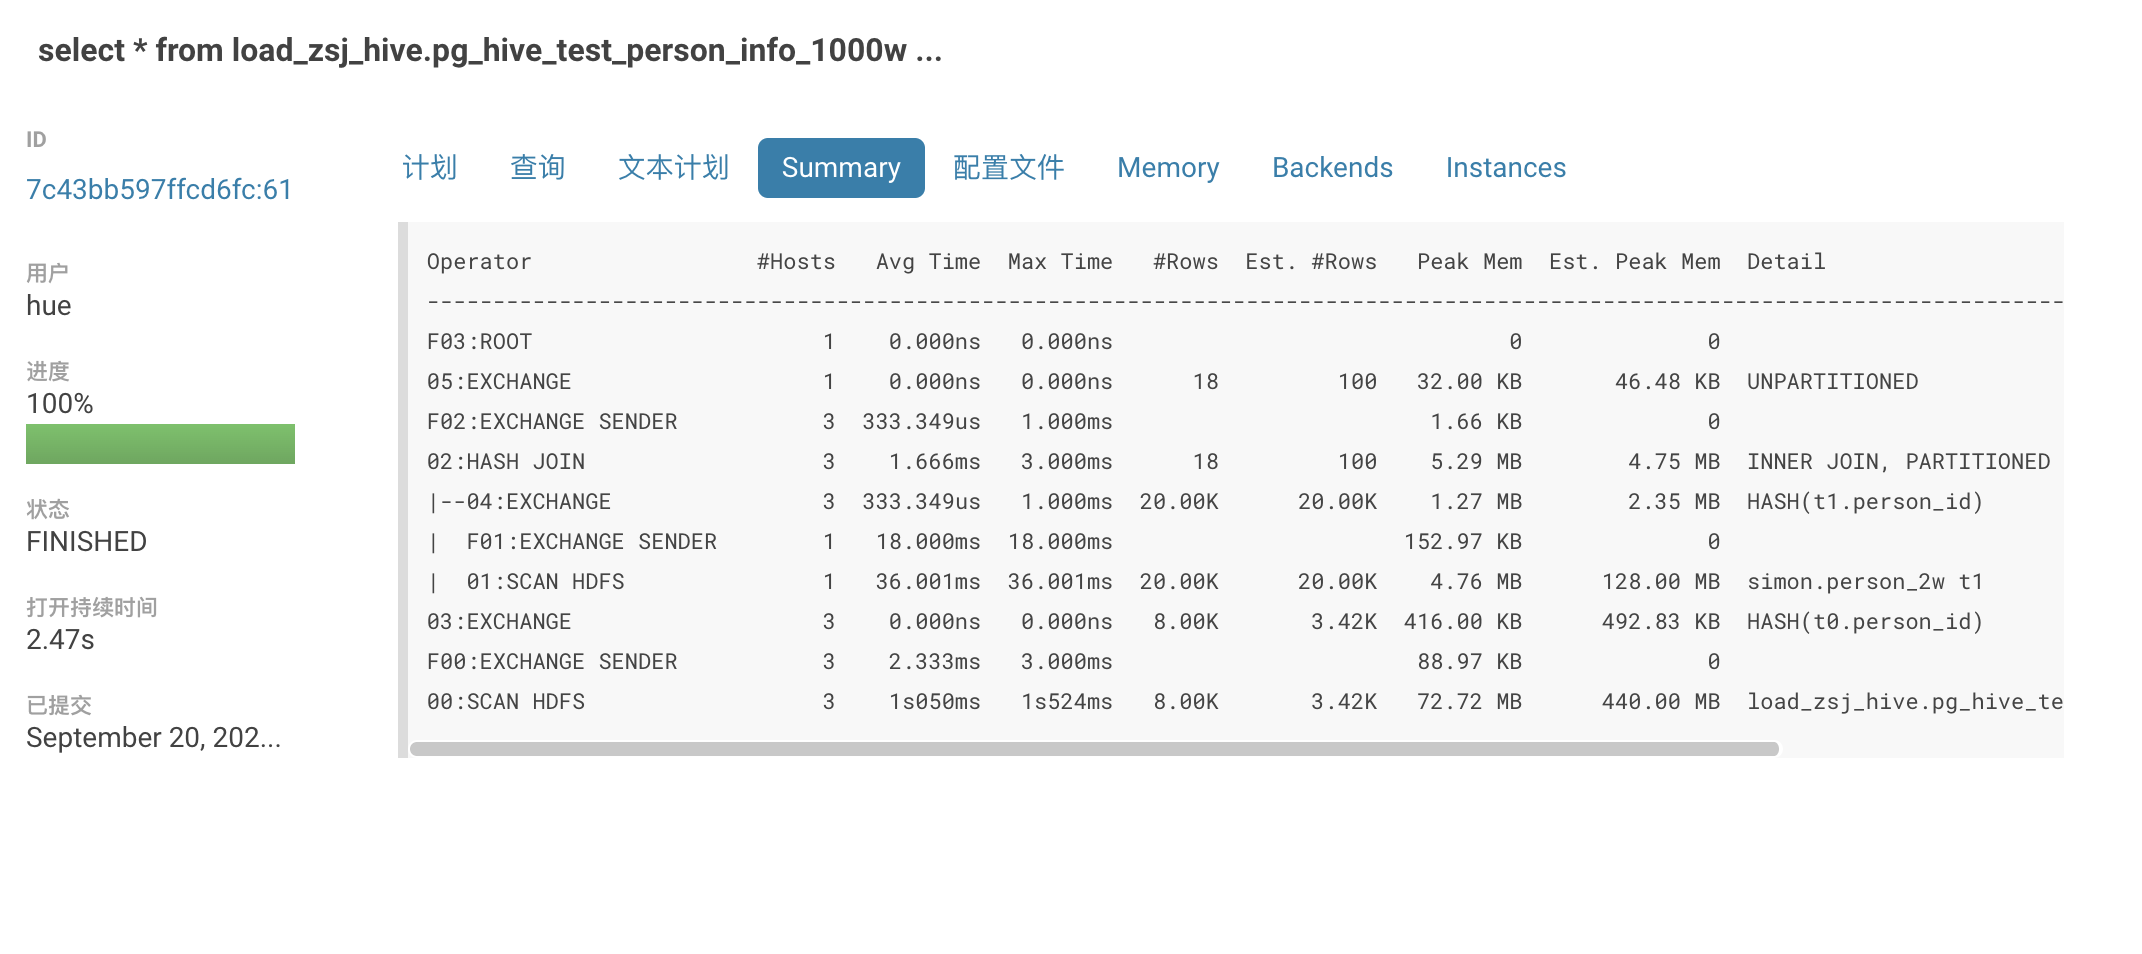 select * from load_zsj_hive.pg_hive_test_person_info_1000w ...
ID
7c43bb597ffcd6fc:61
用户
hue
进度
100%
状态
FINISHED
打开持续时间
2.47s
已提交
September 20, 202...
计划 查询 文本计划 Summary 配置文件 Memory Backends Instances
Operator #Hosts Avg Time Max Time #Rows Est. #Rows Peak Mem Est. Peak Mem Detail
----------------------------------------------------------------------------------------------------------------------------
F03:ROOT 1 0.000ns 0.000ns 0 0
05:EXCHANGE 1 0.000ns 0.000ns 18 100 32.00 KB 46.48 KB UNPARTITIONED
F02:EXCHANGE SENDER 3 333.349us 1.000ms 1.66 KB 0
02:HASH JOIN 3 1.666ms 3.000ms 18 100 5.29 MB 4.75 MB INNER JOIN, PARTITIONED
|--04:EXCHANGE 3 333.349us 1.000ms 20.00K 20.00K 1.27 MB 2.35 MB HASH(t1.person_id)
| F01:EXCHANGE SENDER 1 18.000ms 18.000ms 152.97 KB 0
| 01:SCAN HDFS 1 36.001ms 36.001ms 20.00K 20.00K 4.76 MB 128.00 MB simon.person_2w t1
03:EXCHANGE 3 0.000ns 0.000ns 8.00K 3.42K 416.00 KB 492.83 KB HASH(t0.person_id)
F00:EXCHANGE SENDER 3 2.333ms 3.000ms 88.97 KB 0
00:SCAN HDFS 3 1s050ms 1s524ms 8.00K 3.42K 72.72 MB 440.00 MB load_zsj_hive.pg_hive_te